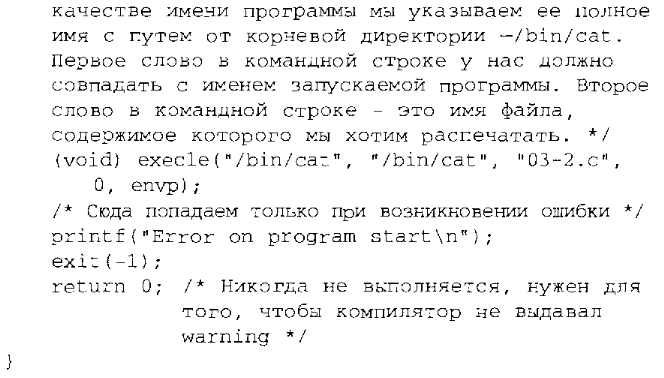 качестве имени программы мы указываем ее полное
имя с путем от корневой директории –/bin/cat.
Первое слово в командной строке у нас должно
совпадать с именем запускаемой программы. Второе
слово в командной строке – это имя файла,
содержимое которого мы хотим распечатать. */
(void) execle("/bin/cat", "/bin/cat", "03-2.c",
0, envp);
/* Сюда попадаем только при возникновении ошибки */
printf("Error on program start\n");
exit(-1);
return 0; /* Никогда не выполняется, нужен для
того, чтобы компилятор не выдавал
warning */
}